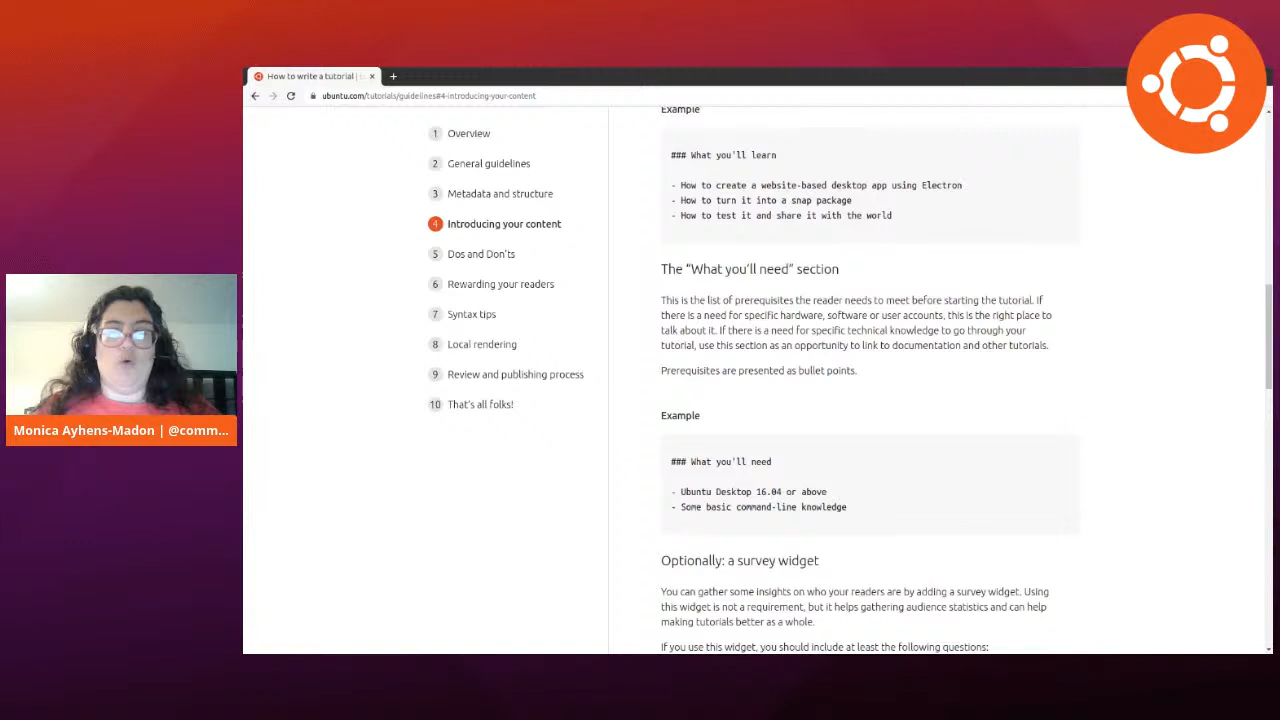 How to write a tutorial | t
ubuntu.com/tutorials/guidelines#4-introducing-your-content
1 Overview
2 General guidelines
3 Metadata and structure
4 Introducing your content
5 Dos and Don'ts
6 Rewarding your readers
7 Syntax tips
8 Local rendering
9 Review and publishing process
10 That's all folks!
Example
### What you'll learn
- How to create a website-based desktop app using Electron
- How to turn it into a snap package
- How to test it and share it with the world
The “What you'll need” section
This is the list of prerequisites the reader needs to meet before starting the tutorial. If
there is a need for specific hardware, software or user accounts, this is the right place to
talk about it. If there is a need for specific technical knowledge to go through your
tutorial, use this section as an opportunity to link to documentation and other tutorials.
Prerequisites are presented as bullet points.
Example
### What you'll need
- Ubuntu Desktop 16.04 or above
- Some basic command-line knowledge
Optionally: a survey widget
You can gather some insights on who your readers are by adding a survey widget. Using
this widget is not a requirement, but it helps gathering audience statistics and can help
making tutorials better as a whole.
If you use this widget, you should include at least the following questions:
Monica Ayhens-Madon | @comm...